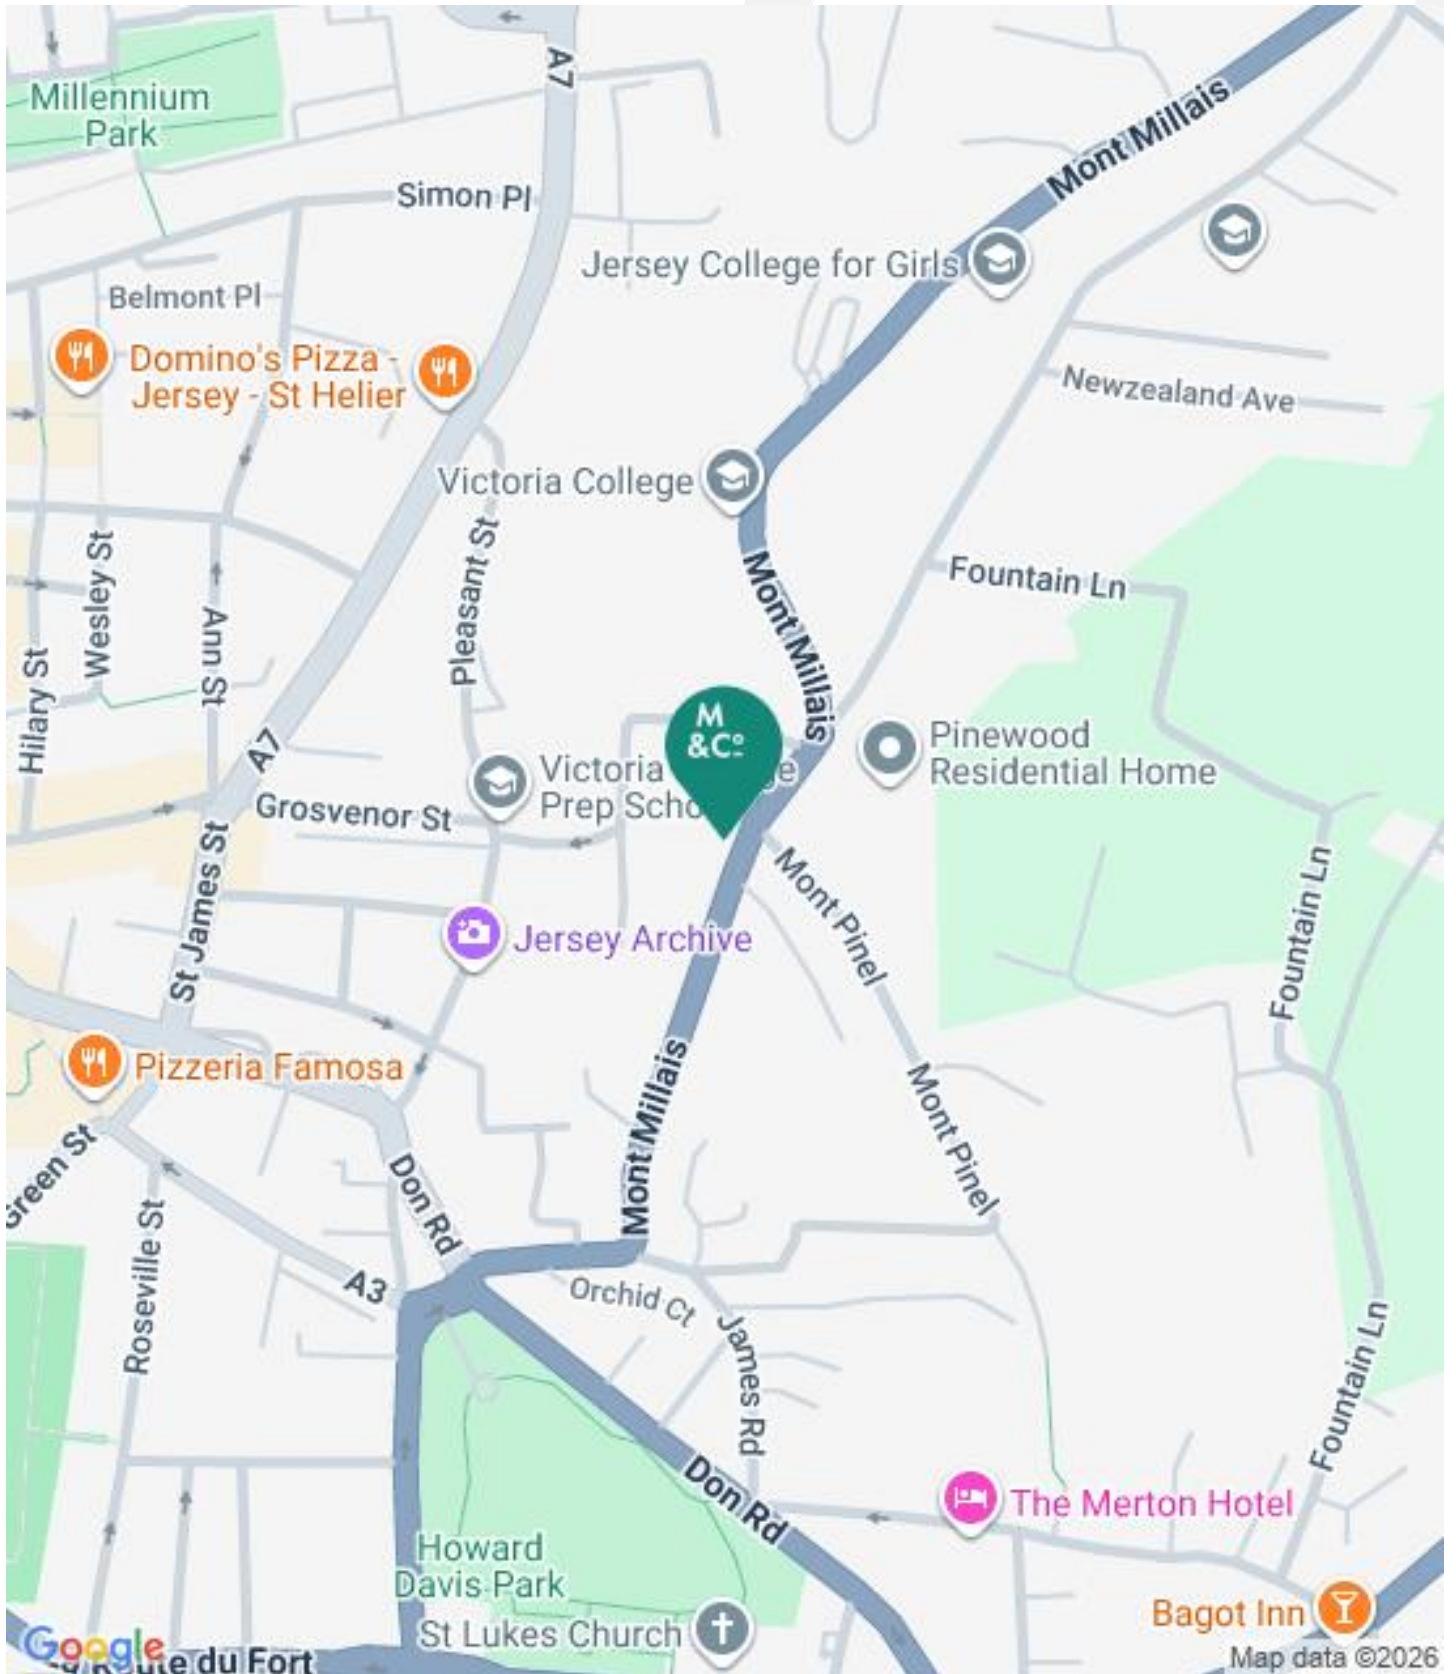 A7
Millennium
Park
Mont Millais
Simon Pl
Jersey College for Girls
Belmont Pl
Domino's Pizza -
Jersey - St Helier
Newzealand Ave
Victoria College
Pleasant St
Wesley St
Mont Millais
Fountain Ln
Ann St
Hilary St
M
&Co
A7
Pinewood
Residential Home
Victoria
Prep
Grosvenor St
St James St
Mont Pinel
Fountain Ln
Jersey Archive
Pizzeria Famosa
Mont Millais
Mont Pinel
Green St
Don Rd
Roseville St
A3
Orchid Ct
James Rd
Fountain Ln
Don Rd
The Merton Hotel
Howard
Davis Park
Bagot Inn
St Lukes Church
Google
Route du Fort
Map data ©2026